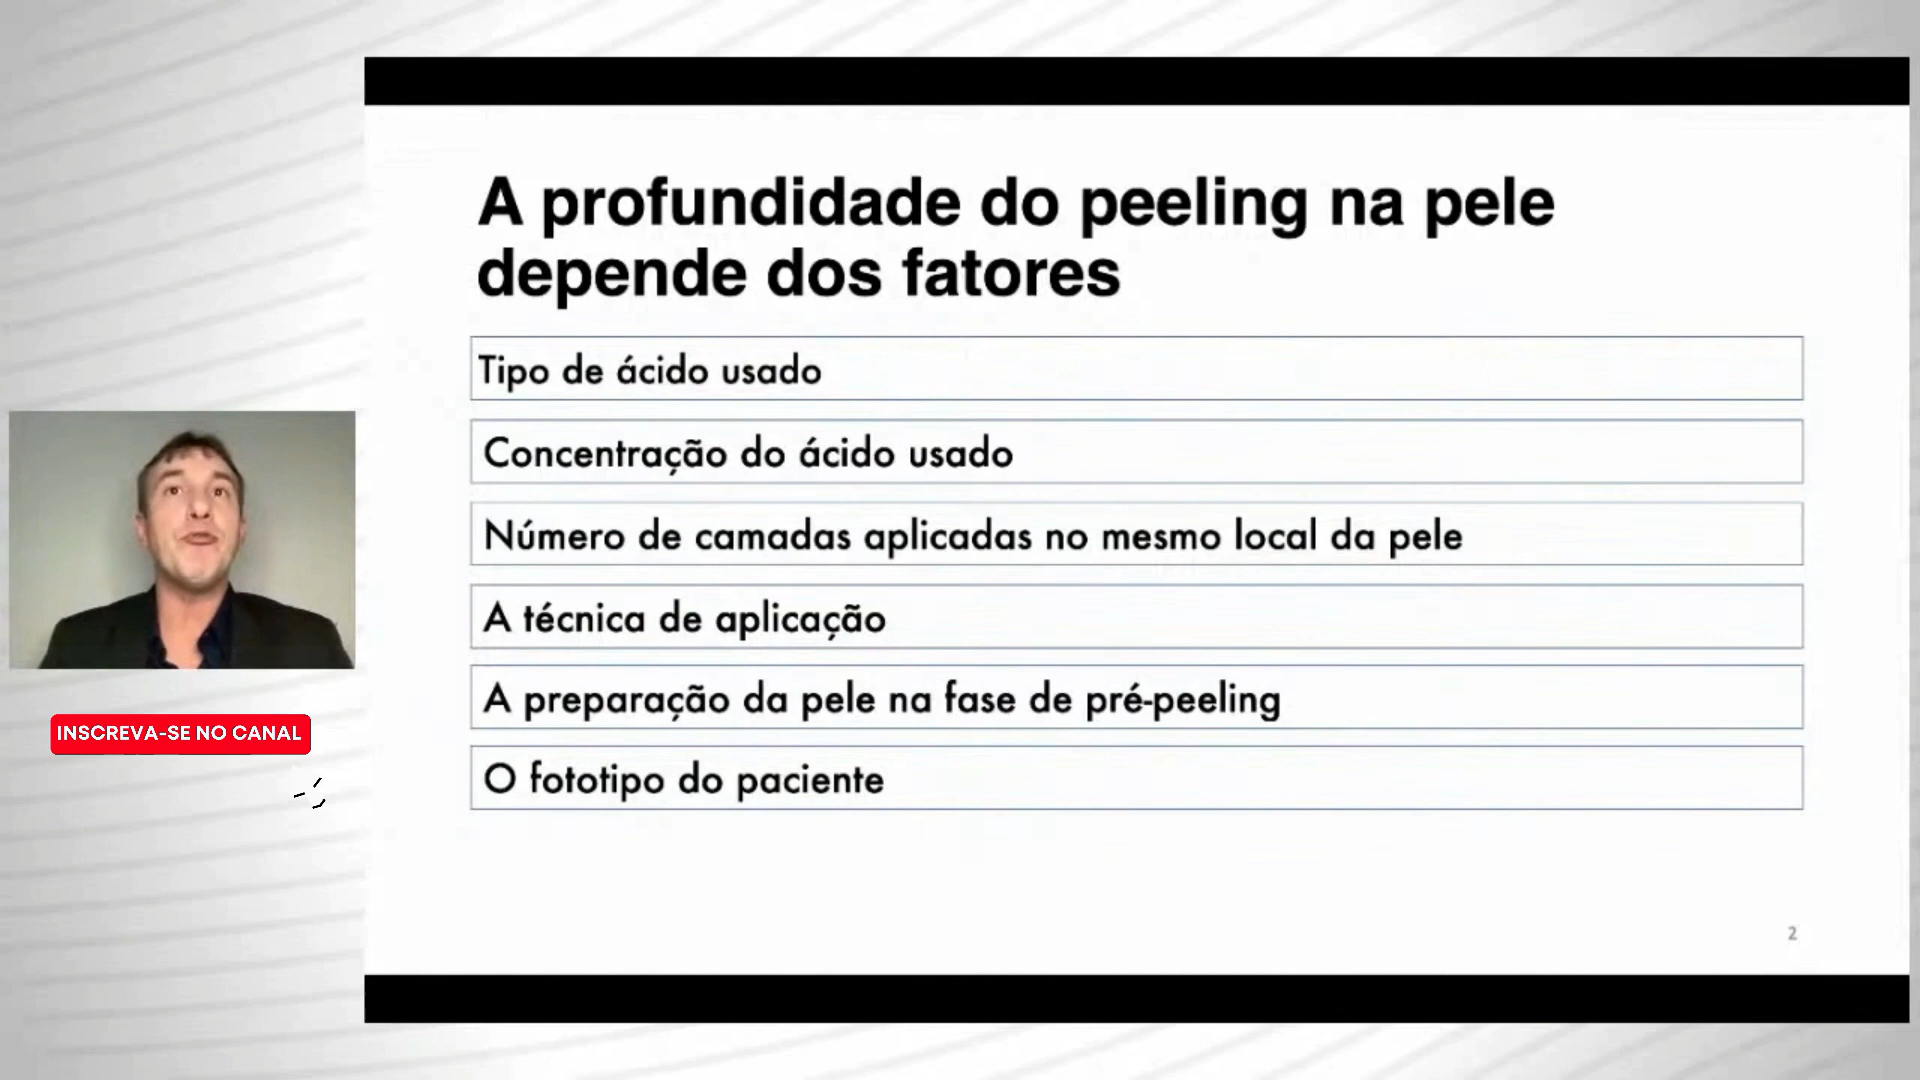 A profundidade do peeling na pele
depende dos fatores
Tipo de ácido usado
Concentração do ácido usado
Número de camadas aplicadas no mesmo local da pele
A técnica de aplicação
A preparação da pele na fase de pré-peeling
O fototipo do paciente
INSCREVA-SE NO CANAL
2